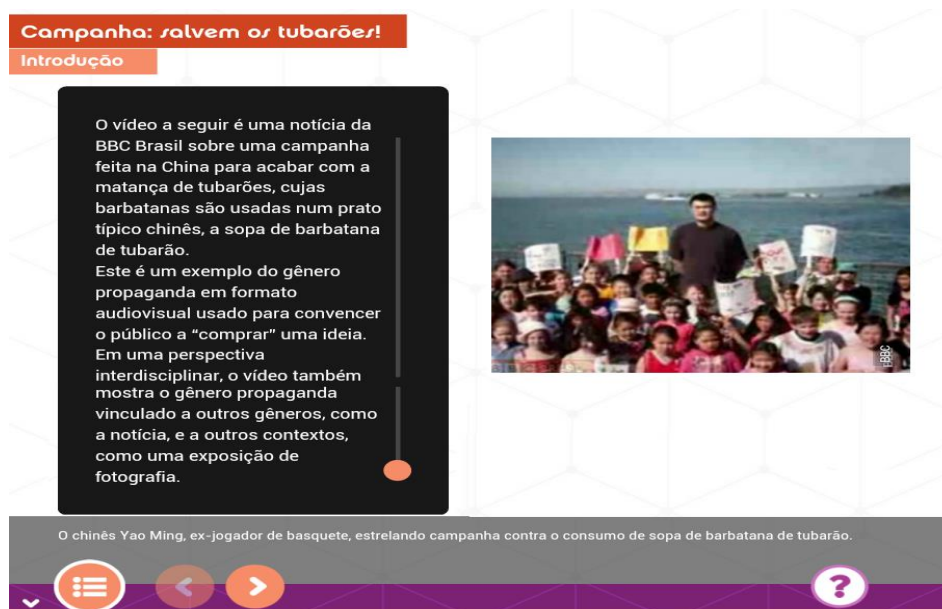 Campanha: salvem os tubarões!
Introdução
O vídeo a seguir é uma notícia da
BBC Brasil sobre uma campanha
feita na China para acabar com a
matança de tubarões, cujas
barbatanas são usadas num prato
típico chinês, a sopa de barbatana
de tubarão.
Este é um exemplo do gênero
propaganda em formato
audiovisual usado para convencer
o público a “comprar” uma ideia.
Em uma perspectiva
interdisciplinar, o vídeo também
mostra o gênero propaganda
vinculado a outros gêneros, como
a notícia, e a outros contextos,
como uma exposição de
fotografia.
BBC
O chinês Yao Ming, ex-jogador de basquete, estrelando campanha contra o consumo de sopa de barbatana de tubarão.
?